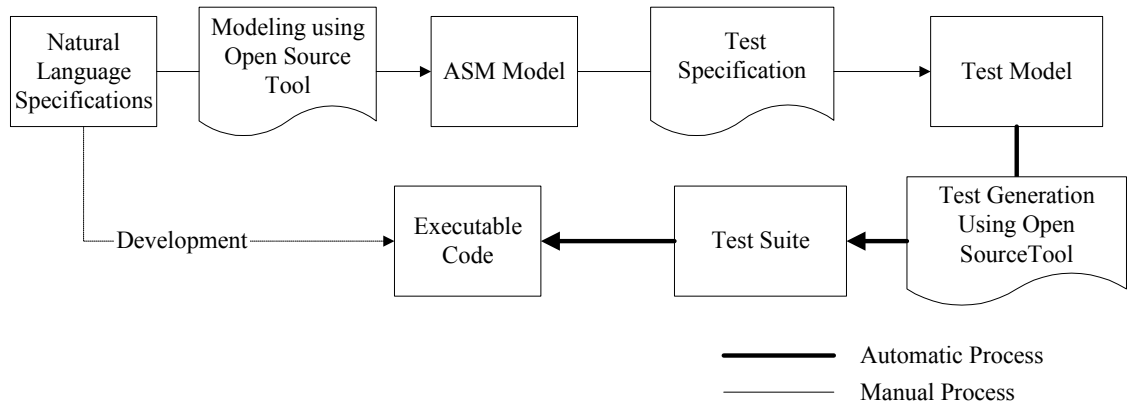 Natural
Language
Specifications
Modeling using
Open Source
Tool
ASM Model
Test
Specification
Test Model
Development
Executable
Code
Test Suite
Test Generation
Using Open
SourceTool
Automatic Process
Manual Process